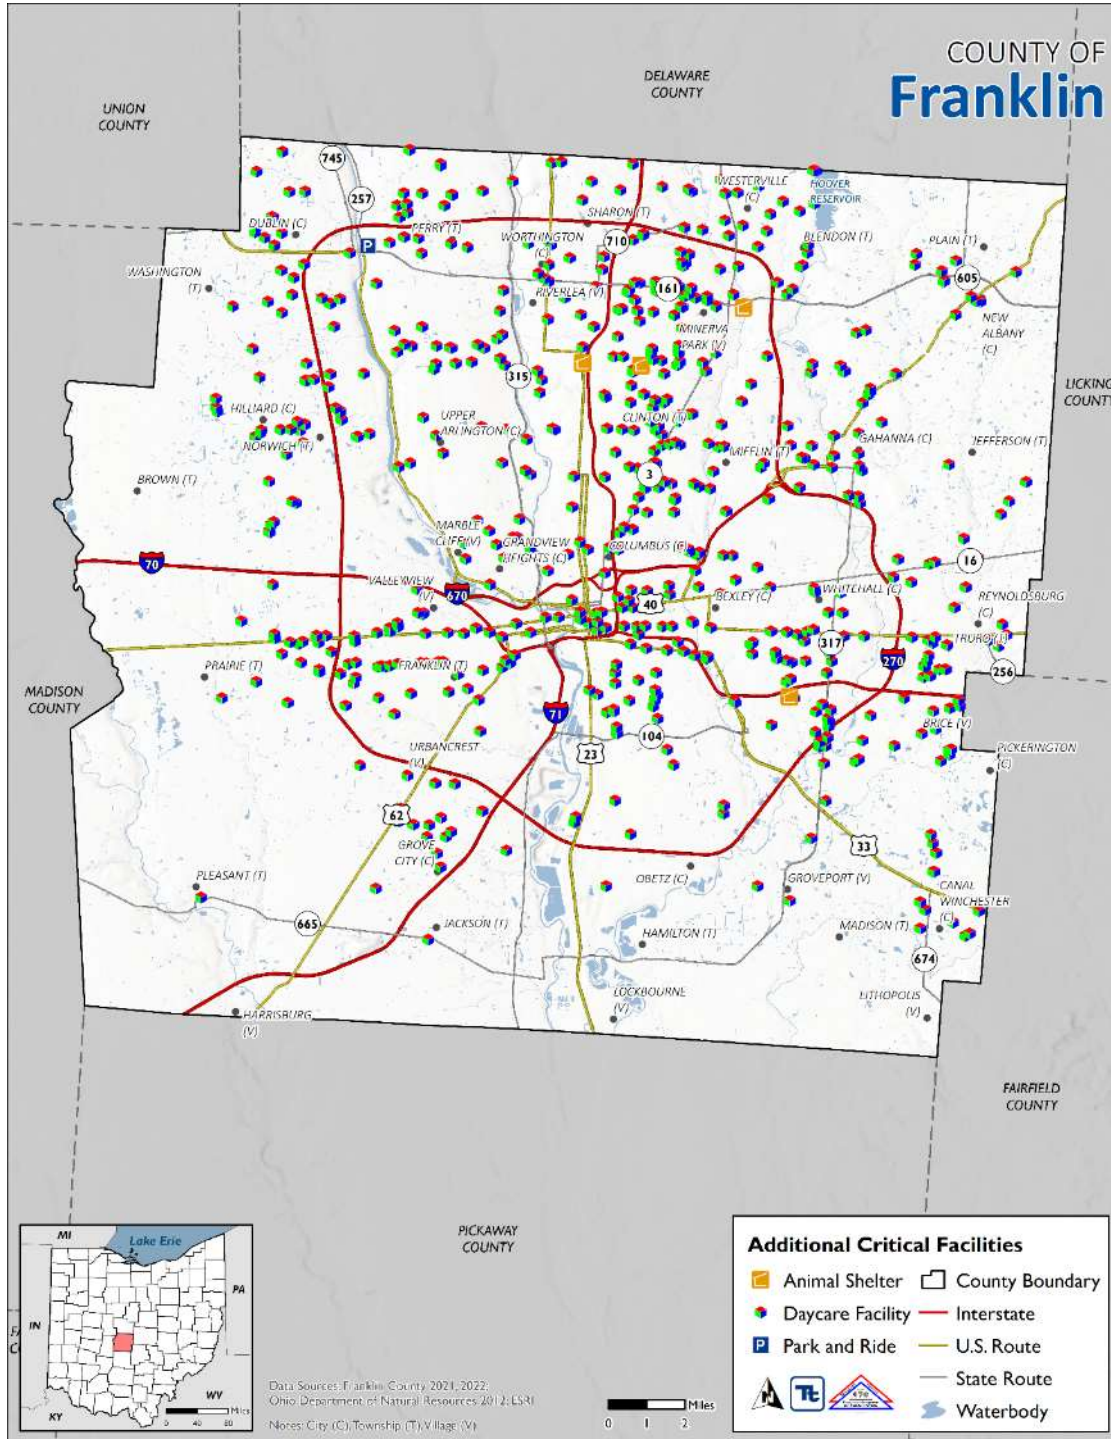 COUNTY OF
Franklin
DELAWARE
COUNTY
UNION
COUNTY
745
257
WESTERVILLE
(C)
HOOVER
RESERVOIR
SHARON (T)
DUBLIN (C)
PERRY (T)
WORTHINGTON
(C)
710
BLENDON (T)
PLAIN (T)
P
WASHINGTON
(T)
RIVERLEA (V)
161
605
MINERVA
PARK (V)
NEW
ALBANY
(C)
315
LICKING
COUNTY
HILLIARD (C)
UPPER
ARLINGTON (C)
CLINTON (T)
NORWICH (T)
GAHANNA (C)
JEFFERSON (T)
MIFFLIN (T)
BROWN (T)
3
MARBLE
CLIFF (V)
GRANDVIEW
HEIGHTS (C)
COLUMBUS (C)
16
70
VALLEYVIEW
(V)
670
40
BEXLEY (C)
WHITEHALL (C)
REYNOLDSBURG
(C)
317
TRURO (T)
PRAIRIE (T)
FRANKLIN (T)
270
256
MADISON
COUNTY
71
BRICE (V)
104
URBANCREST
(V)
23
PICKERINGTON
(C)
62
GROVE
CITY (C)
33
PLEASANT (T)
OBETZ (C)
GROVEPORT (V)
CANAL
WINCHESTER
(C)
665
JACKSON (T)
HAMILTON (T)
MADISON (T)
674
LOCKBOURNE
(V)
LITHOPOLIS
(V)
HARRISBURG
(V)
FAIRFIELD
COUNTY
PICKAWAY
COUNTY
MI
Lake Erie
PA
IN
WV
KY
Miles
0 40 80
Data Sources: Franklin County 2021, 2022;
Ohio Department of Natural Resources 2012; ESRI
Notes: City (C), Township (T), Village (V)
Miles
0 1 2
Additional Critical Facilities
Animal Shelter
County Boundary
Daycare Facility
Interstate
P Park and Ride
U.S. Route
State Route
Waterbody
N
Tt